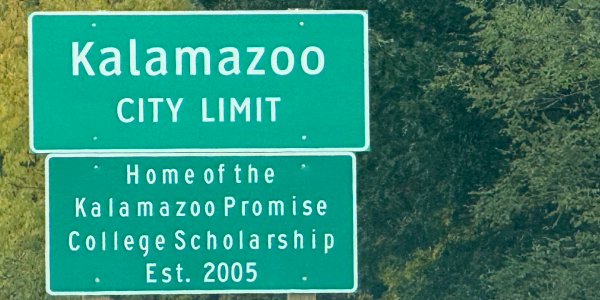 Kalamazoo
CITY LIMIT
Home of the
Kalamazoo Promise
College Scholarship
Est. 2005